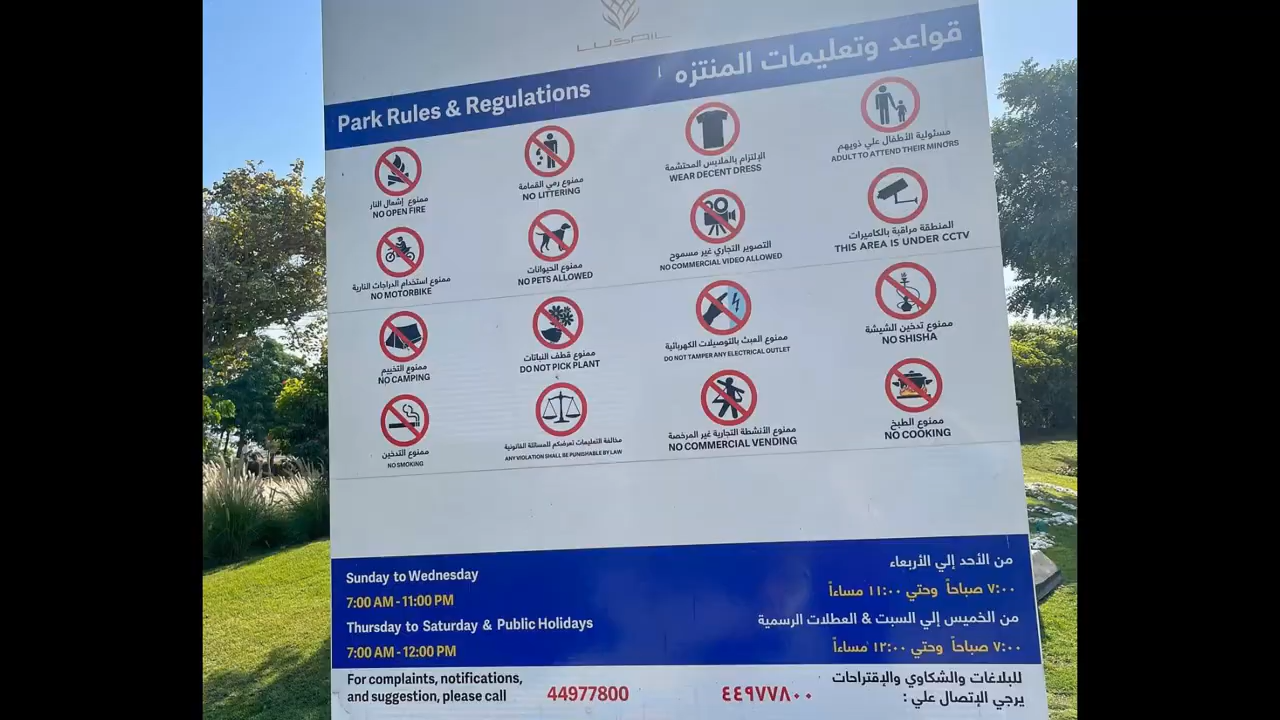 LUSAIL
Park Rules & Regulations
قواعد وتعليمات المنتزه
ممنوع إشعال النار
NO OPEN FIRE
ممنوع رمي القمامة
NO LITTERING
الإلتزام بالملابس المحتشمة
WEAR DECENT DRESS
مسئولية الأطفال علي ذويهم
ADULT TO ATTEND THEIR MINORS
ممنوع استخدام الدراجات النارية
NO MOTORBIKE
ممنوع الحيوانات
NO PETS ALLOWED
التصوير التجاري غير مسموح
NO COMMERCIAL VIDEO ALLOWED
المنطقة مراقبة بالكاميرات
THIS AREA IS UNDER CCTV
ممنوع التخييم
NO CAMPING
ممنوع قطف النباتات
DO NOT PICK PLANT
ممنوع العبث بالتوصيلات الكهربائية
DO NOT TAMPER ANY ELECTRICAL OUTLET
ممنوع تدخين الشيشة
NO SHISHA
ممنوع التدخين
NO SMOKING
مخالفة التعليمات تعرضكم للمسائلة القانونية
ANY VIOLATION SHALL BE PUNISHABLE BY LAW
ممنوع الأنشطة التجارية غير المرخصة
NO COMMERCIAL VENDING
ممنوع الطبخ
NO COOKING
Sunday to Wednesday
7:00 AM - 11:00 PM
Thursday to Saturday & Public Holidays
7:00 AM - 12:00 PM
من الأحد إلي الأربعاء
٧:٠٠ صباحاً وحتي ١١:٠٠ مساءاً
من الخميس إلي السبت & العطلات الرسمية
٧:٠٠ صباحاً وحتي ١٢:٠٠ مساءاً
For complaints, notifications,
and suggestion, please call
44977800
للبلاغات والشكاوي والإقتراحات
يرجي الإتصال علي :
٤٤٩٧٧٨٠٠